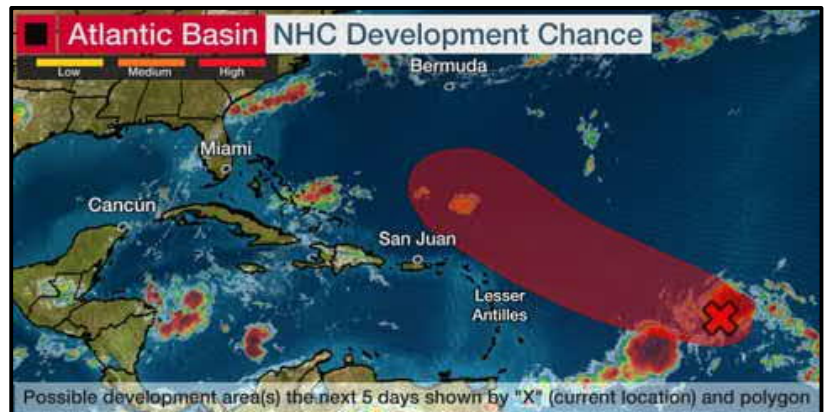 Atlantic Basin NHC Development Chance
Low Medium High
Bermuda
Miami
Cancún
San Juan
Lesser
Antilles
Possible development area(s) the next 5 days shown by "X" (current location) and polygon